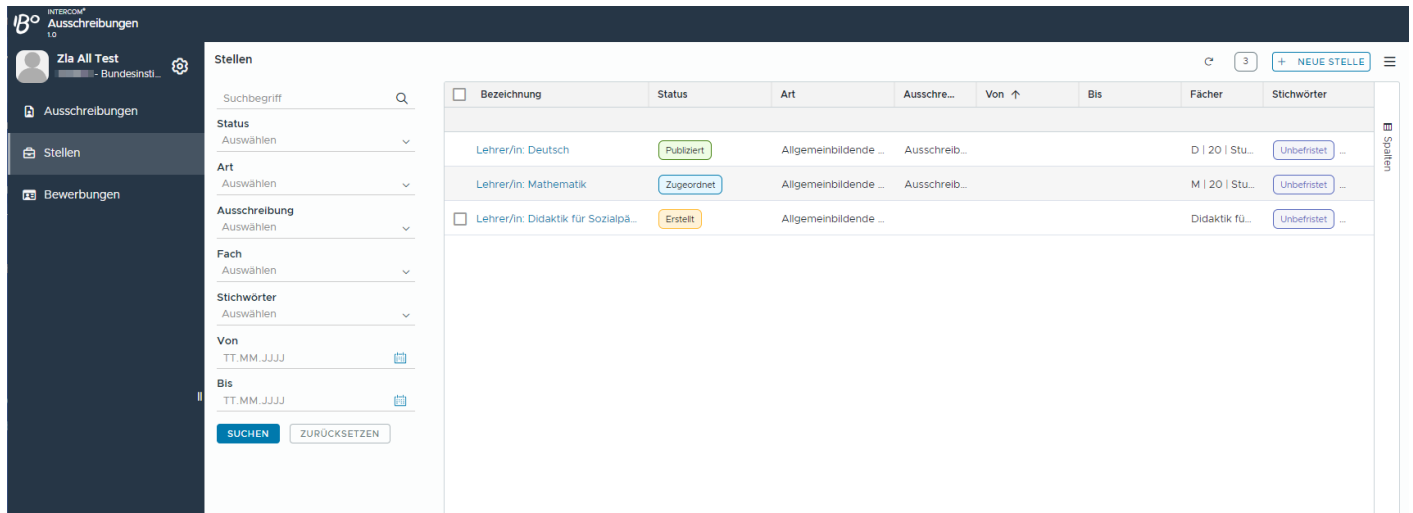 INTERCOM®
Ausschreibungen
1.0
Zla All Test
- Bundesinsti...
Ausschreibungen
Stellen
Bewerbungen
Stellen
3
+ NEUE STELLE
Suchbegriff
Status
Auswählen
Art
Auswählen
Ausschreibung
Auswählen
Fach
Auswählen
Stichwörter
Auswählen
Von
TT.MM.JJJJ
Bis
TT.MM.JJJJ
SUCHEN ZURÜCKSETZEN
Bezeichnung Status Art Ausschre... Von Bis Fächer Stichwörter
Lehrer/in: Deutsch Publiziert Allgemeinbildende ... Ausschreib... D | 20 | Stu... Unbefristet ...
Lehrer/in: Mathematik Zugeordnet Allgemeinbildende ... Ausschreib... M | 20 | Stu... Unbefristet ...
Lehrer/in: Didaktik für Sozialpä... Erstellt Allgemeinbildende ... Didaktik fü... Unbefristet ...
Spalten